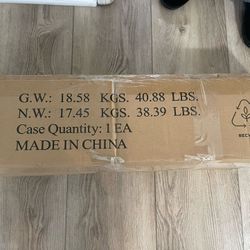 G.W.: 18.58 KGS. 40.88 LBS.
N.W.: 17.45 KGS. 38.39 LBS.
Case Quantity: 1 EA
MADE IN CHINA